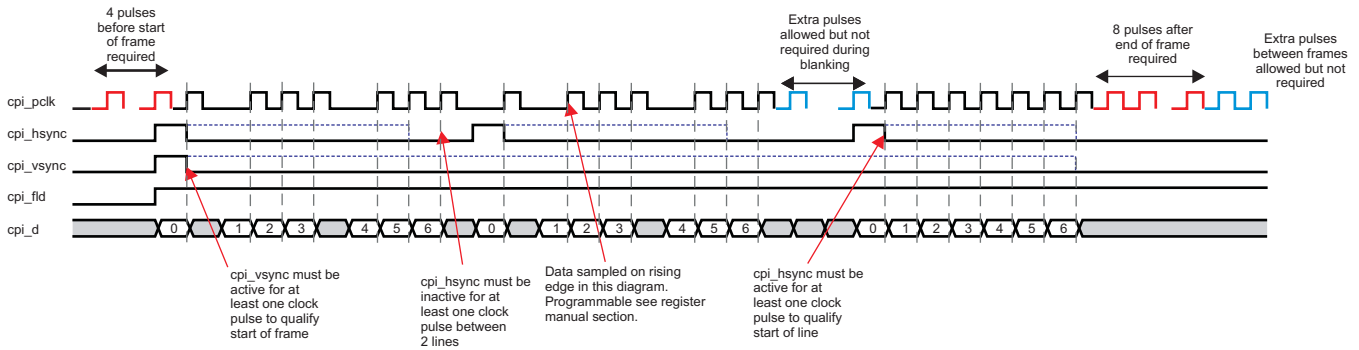 4 pulses
before start
of frame
required
Extra pulses
allowed but not
required during
blanking
8 pulses after
end of frame
required
Extra pulses
between frames
allowed but not
required
cpi_pclk
cpi_hsync
cpi_vsync
cpi_fld
cpi_d
0 1 2 3 4 5 6 0 1 2 3 4 5 6 0 1 2 3 4 5 6
cpi_vsync must be
active for at
least one clock
pulse to qualify
start of frame
cpi_hsync must be
inactive for at
least one clock
pulse between
2 lines
Data sampled on rising
edge in this diagram.
Programmable see register
manual section.
cpi_hsync must be
active for at
least one clock
pulse to qualify
start of line